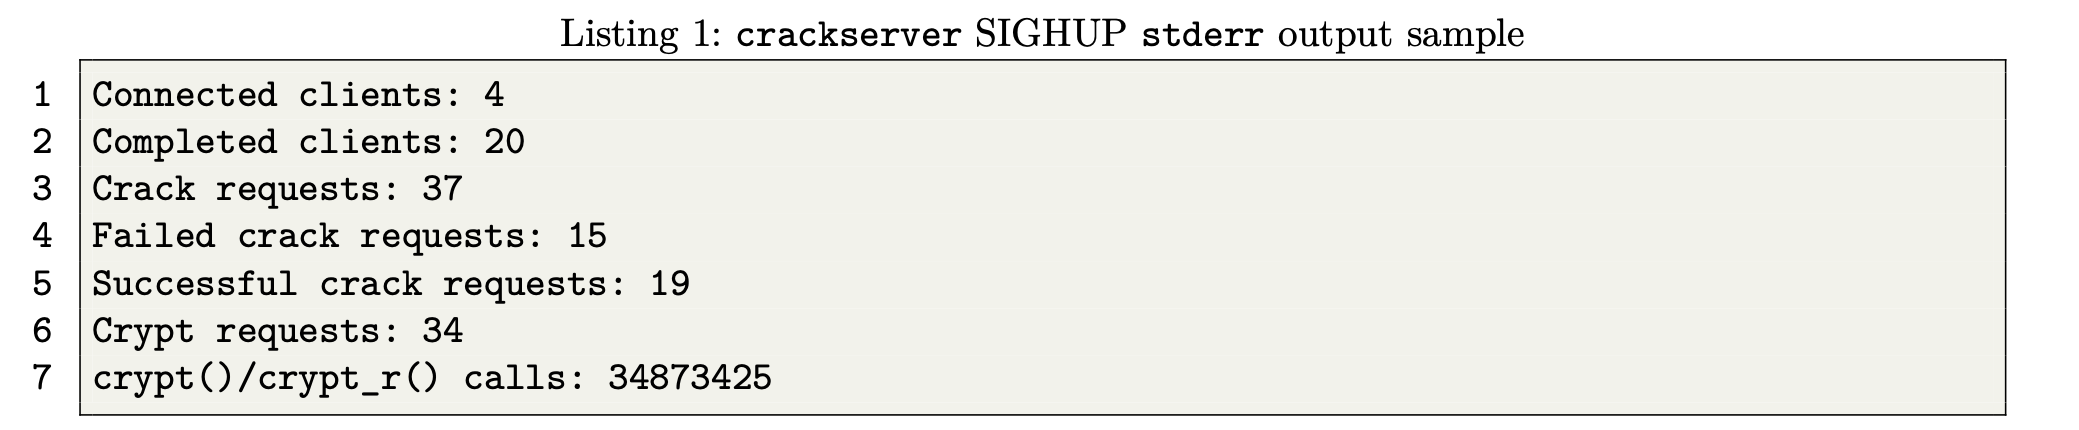 Listing 1: crackserver SIGHUP stderr output sample
1 Connected clients: 4
2 Completed clients: 20
3 Crack requests: 37
4 Failed crack requests: 15
5 Successful crack requests: 19
6 Crypt requests: 34
7 crypt()/crypt_r() calls: 34873425